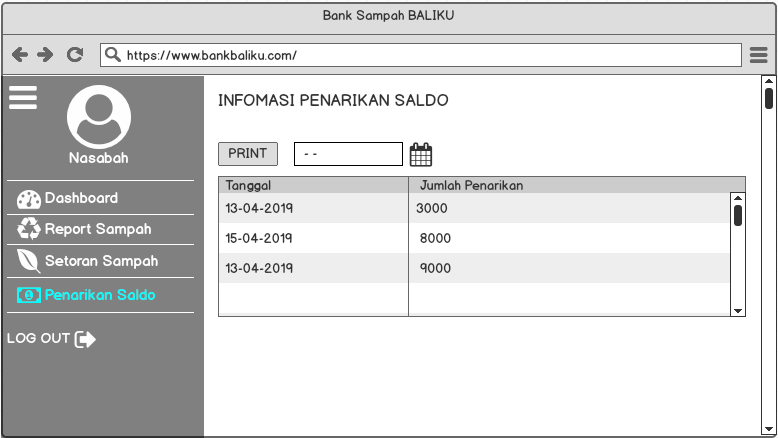 Bank Sampah BALIKU
https://www.bankbaliku.com/
Nasabah
Dashboard
Report Sampah
Setoran Sampah
Penarikan Saldo
LOG OUT
INFOMASI PENARIKAN SALDO
PRINT - -
Tanggal Jumlah Penarikan
13-04-2019 3000
15-04-2019 8000
13-04-2019 9000